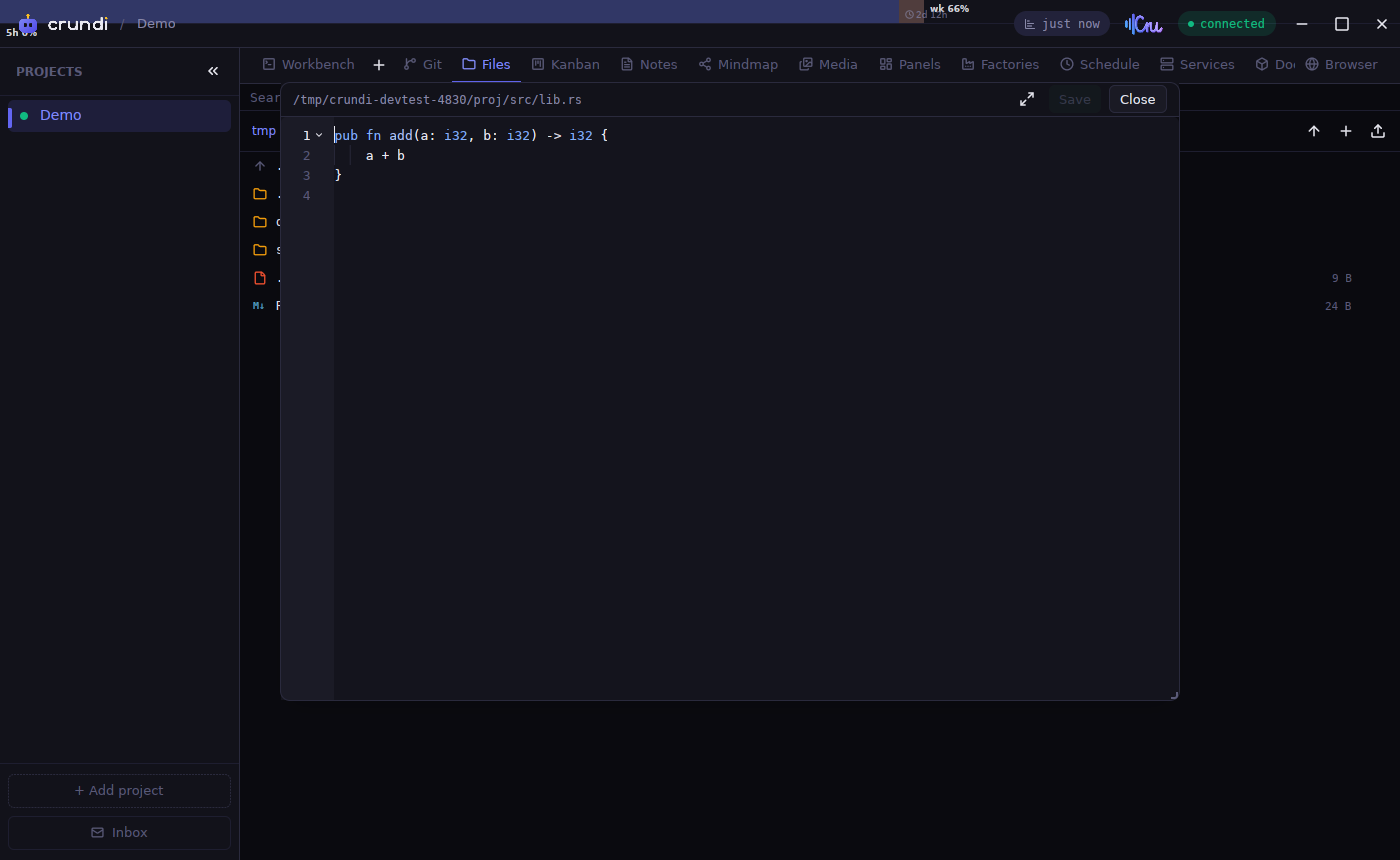 crundi / Demo
2d 12h
wk 66%
just now
Cru
connected
PROJECTS
Workbench
Git
Files
Kanban
Notes
Mindmap
Media
Panels
Factories
Schedule
Services
Browser
Demo
/tmp/crundi-devtest-4830/proj/src/lib.rs
Save
Close
tmp
1 pub fn add(a: i32, b: i32) -> i32 {
2     a + b
3 }
4
9 B
M↓
24 B
+ Add project
Inbox